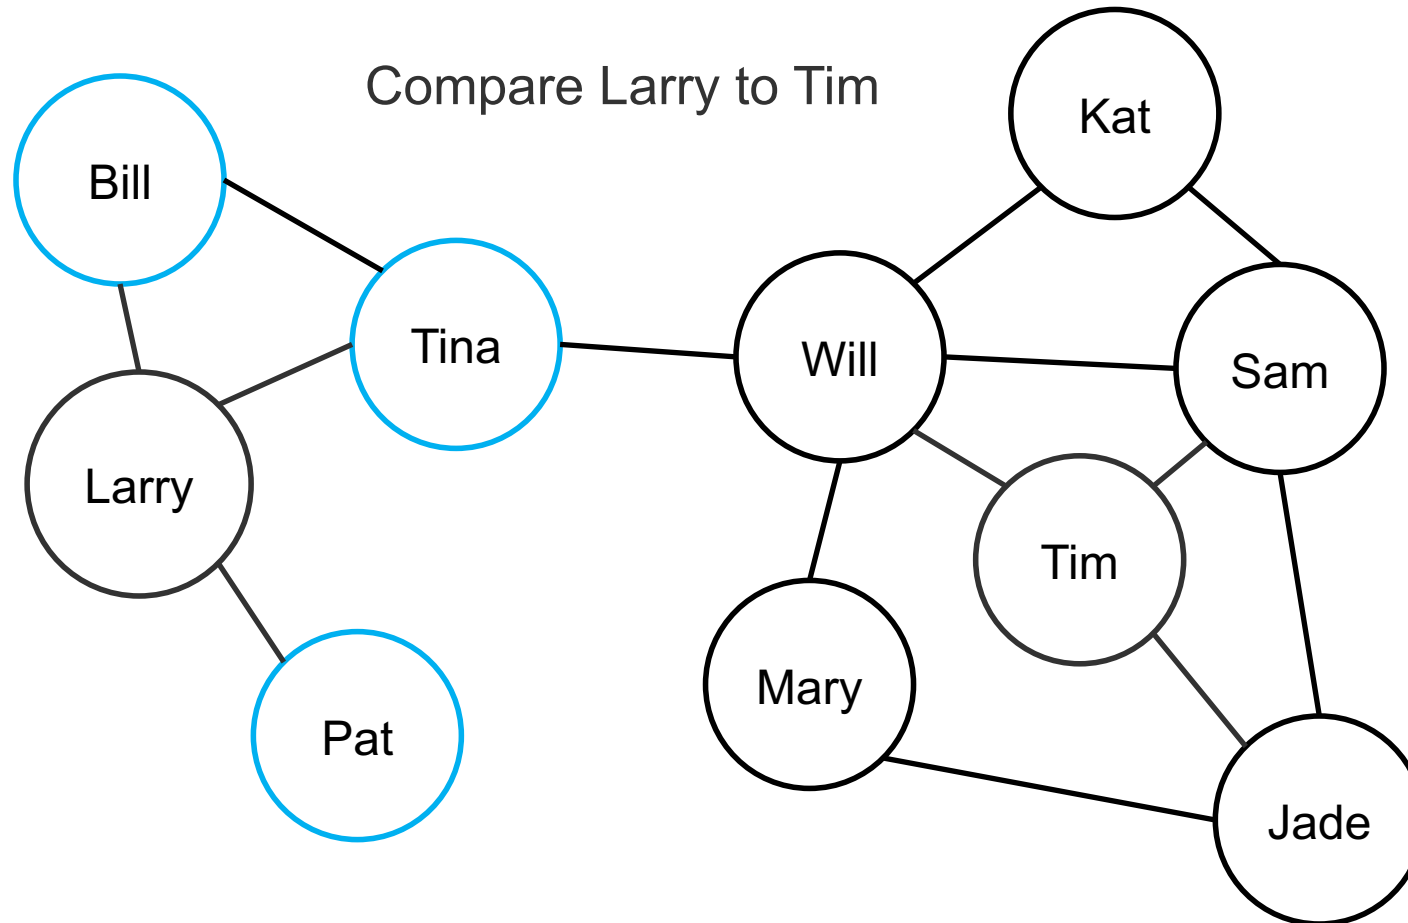 Compare Larry to Tim
Kat
Bill
Tina
Will
Sam
Larry
Tim
Mary
Pat
Jade